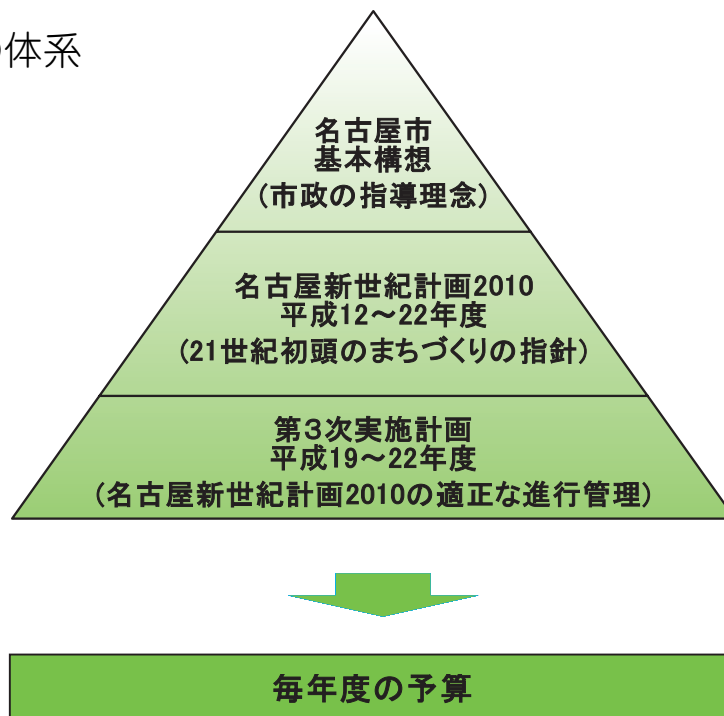 の体系
名古屋市
基本構想
(市政の指導理念)
名古屋新世紀計画2010
平成12～22年度
(21世紀初頭のまちづくりの指針)
第3次実施計画
平成19～22年度
(名古屋新世紀計画2010の適正な進行管理)
毎年度の予算